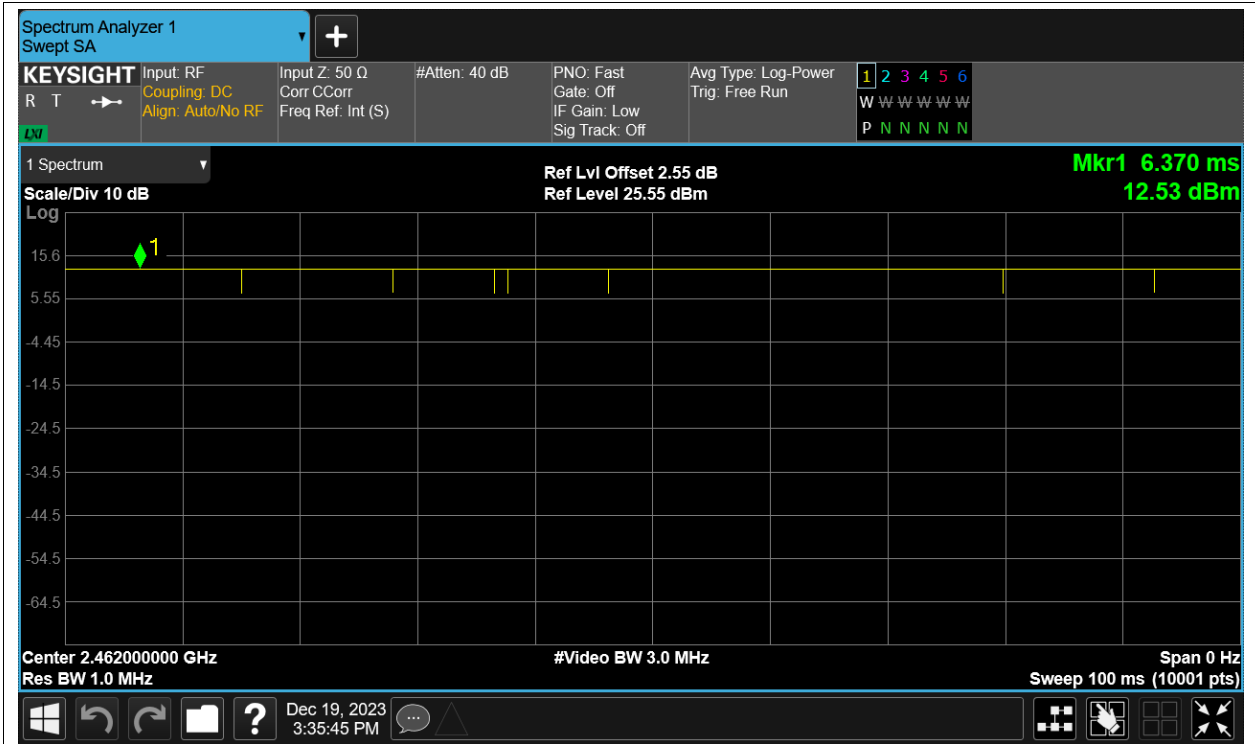 Spectrum Analyzer 1
Swept SA
KEYSIGHT
R T
LXI
Input: RF
Coupling: DC
Align: Auto/No RF
Input Z: 50 Ω
Corr CCorr
Freq Ref: Int (S)
#Atten: 40 dB
PNO: Fast
Gate: Off
IF Gain: Low
Sig Track: Off
Avg Type: Log-Power
Trig: Free Run
1 2 3 4 5 6
W W W W W W
P N N N N N
1 Spectrum
Scale/Div 10 dB
Log
Ref Lvl Offset 2.55 dB
Ref Level 25.55 dBm
Mkr1 6.370 ms
12.53 dBm
1
15.6
5.55
-4.45
-14.5
-24.5
-34.5
-44.5
-54.5
-64.5
Center 2.462000000 GHz
Res BW 1.0 MHz
#Video BW 3.0 MHz
Span 0 Hz
Sweep 100 ms (10001 pts)
?
Dec 19, 2023
3:35:45 PM